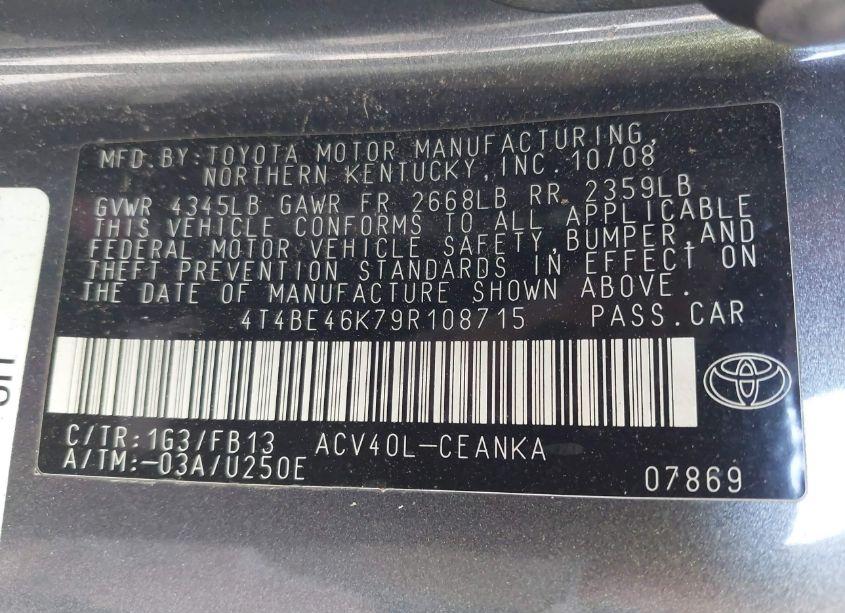 MFD.BY:TOYOTA MOTOR MANUFACTURING,
NORTHERN KENTUCKY,INC.10/08
GVWR 4345LB GAWR FR 2668LB RR 2359LB
THIS VEHICLE CONFORMS TO ALL APPLICABLE
FEDERAL MOTOR VEHICLE SAFETY,BUMPER,AND
THEFT PREVENTION STANDARDS IN EFFECT ON
THE DATE OF MANUFACTURE SHOWN ABOVE.
4T4BE46K79R108715 PASS.CAR
C/TR:1G3/FB13 ACV40L-CEANKA
A/TM:-03A/U250E
07869